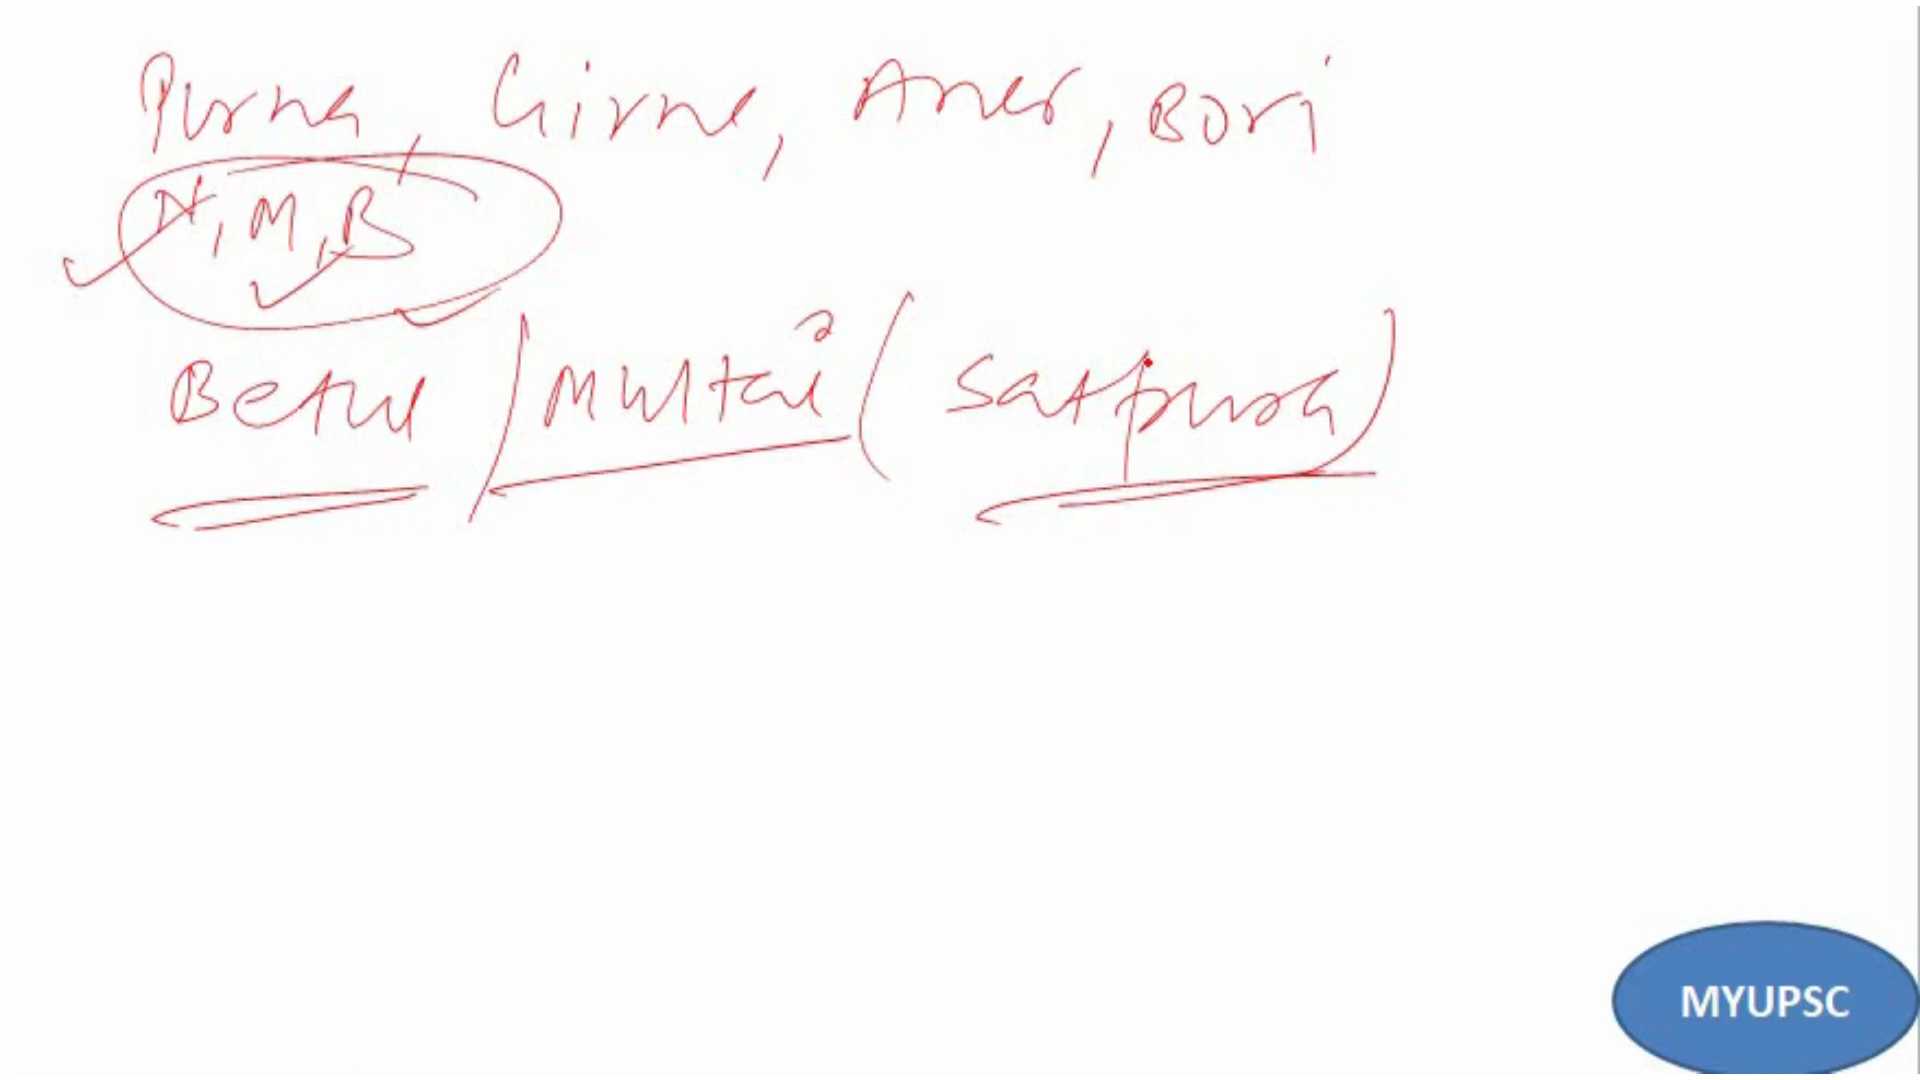 Purna, Girna, Aner, Bori
N, M, B
Betul / Multai (Satpura)
MYUPSC